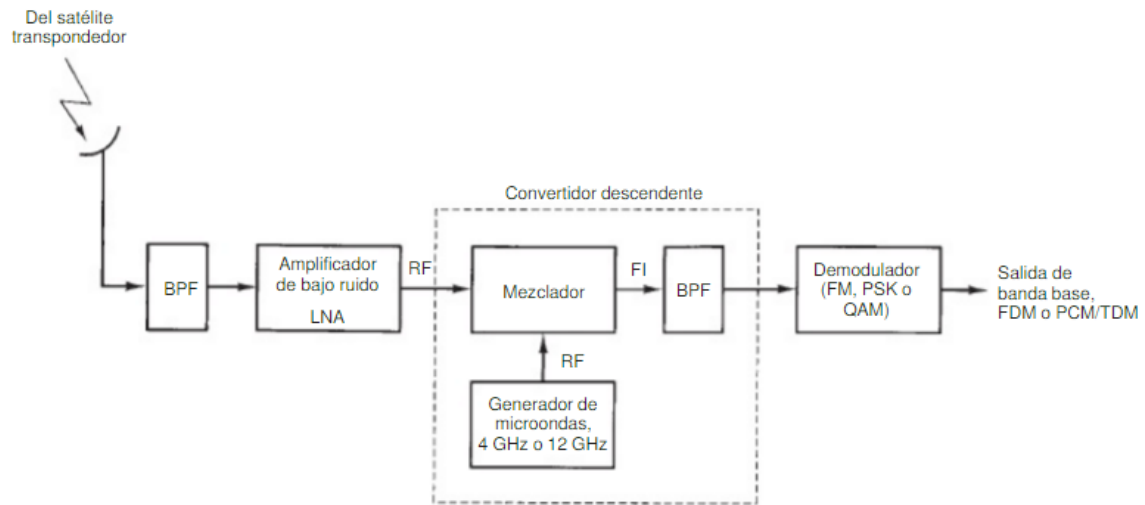 Del satélite
transpondedor
Convertidor descendente
BPF
Amplificador
de bajo ruido
LNA
RF
Mezclador
FI
BPF
Demodulador
(FM, PSK o
QAM)
Salida de
banda base,
FDM o PCM/TDM
RF
Generador de
microondas,
4 GHz o 12 GHz